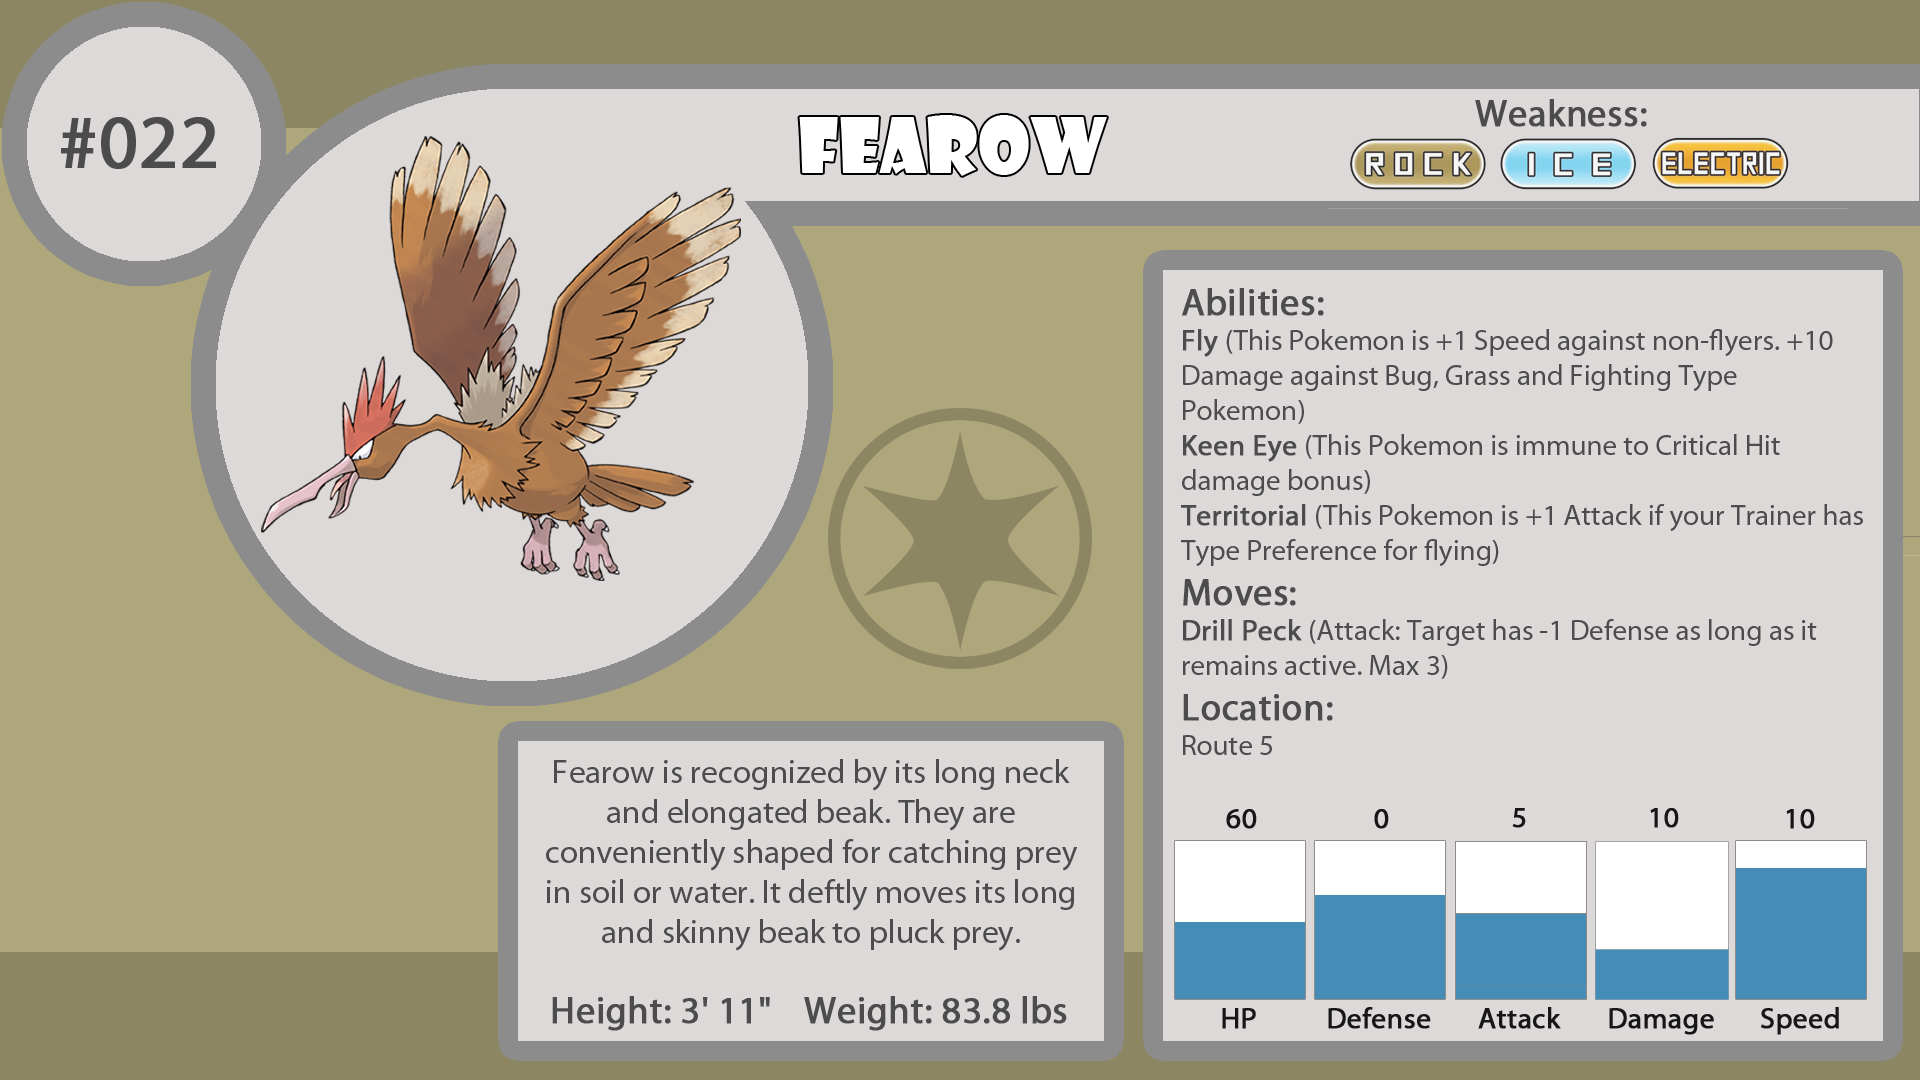 #022
FEAROW
Weakness:
ROCK ICE ELECTRIC
Abilities:
Fly (This Pokemon is +1 Speed against non-flyers. +10
Damage against Bug, Grass and Fighting Type
Pokemon)
Keen Eye (This Pokemon is immune to Critical Hit
damage bonus)
Territorial (This Pokemon is +1 Attack if your Trainer has
Type Preference for flying)
Moves:
Drill Peck (Attack: Target has -1 Defense as long as it
remains active. Max 3)
Location:
Route 5
60 0 5 10 10
HP Defense Attack Damage Speed
Fearow is recognized by its long neck
and elongated beak. They are
conveniently shaped for catching prey
in soil or water. It deftly moves its long
and skinny beak to pluck prey.
Height: 3' 11" Weight: 83.8 lbs